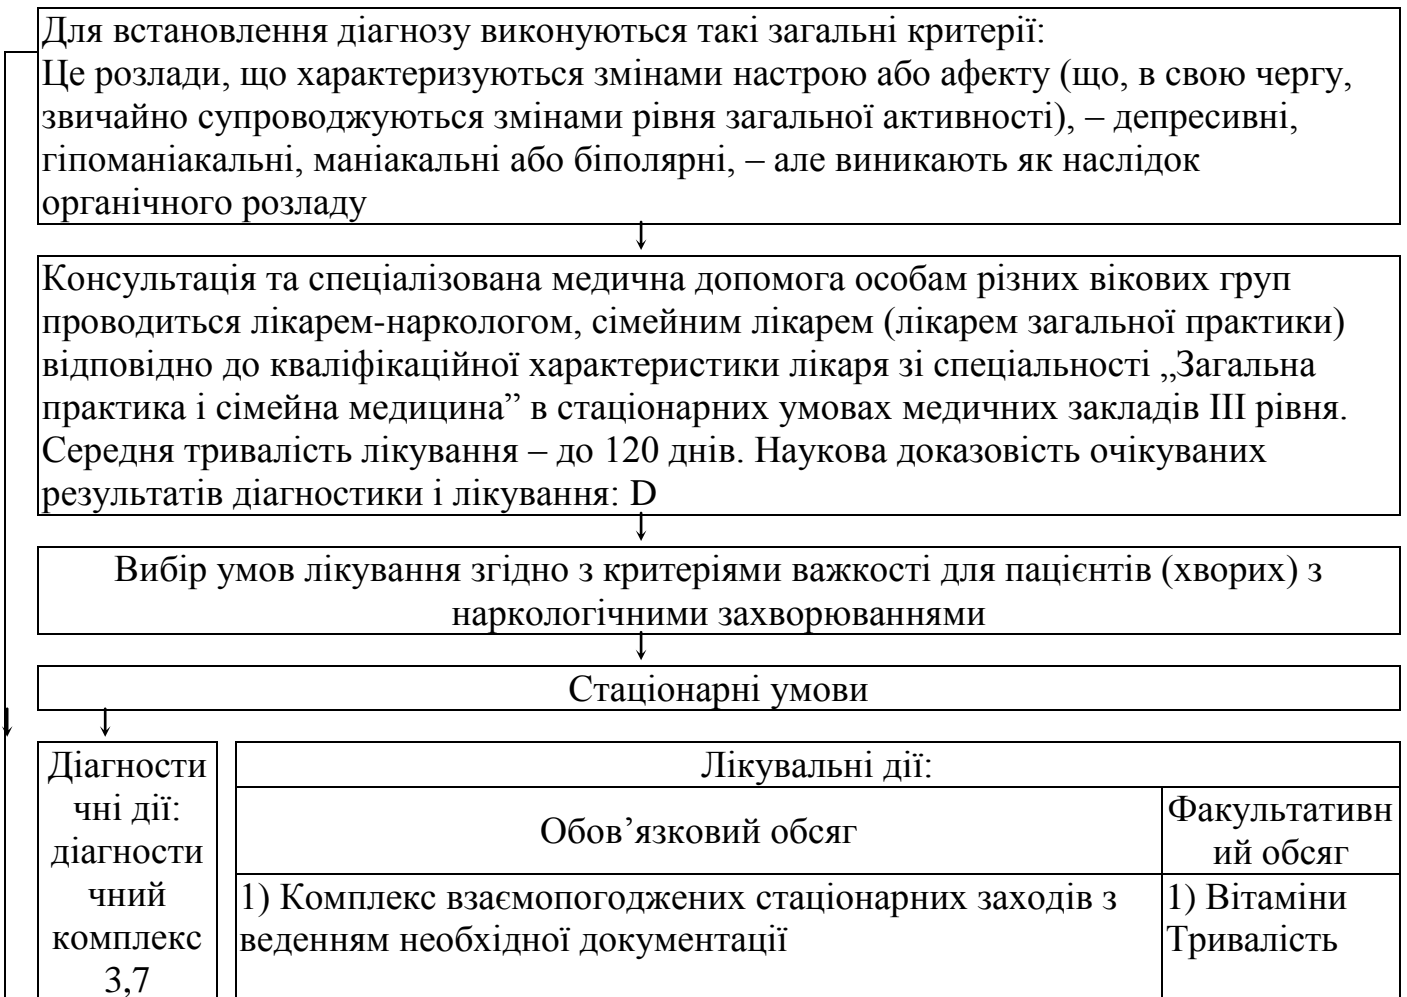 Для встановлення діагнозу виконуються такі загальні критерії:
Це розлади, що характеризуються змінами настрою або афекту (що, в свою чергу,
звичайно супроводжуються змінами рівня загальної активності), – депресивні,
гіпоманіакальні, маніакальні або біполярні, – але виникають як наслідок
органічного розладу
Консультація та спеціалізована медична допомога особам різних вікових груп
проводиться лікарем-наркологом, сімейним лікарем (лікарем загальної практики)
відповідно до кваліфікаційної характеристики лікаря зі спеціальності „Загальна
практика і сімейна медицина” в стаціонарних умовах медичних закладів III рівня.
Середня тривалість лікування – до 120 днів. Наукова доказовість очікуваних
результатів діагностики і лікування: D
Вибір умов лікування згідно з критеріями важкості для пацієнтів (хворих) з
наркологічними захворюваннями
Стаціонарні умови
Діагности
чні дії:
діагности
чний
комплекс
3,7
Лікувальні дії:
Обов’язковий обсяг
Факультативн
ий обсяг
1) Комплекс взаємопогоджених стаціонарних заходів з
веденням необхідної документації
1) Вітаміни
Тривалість